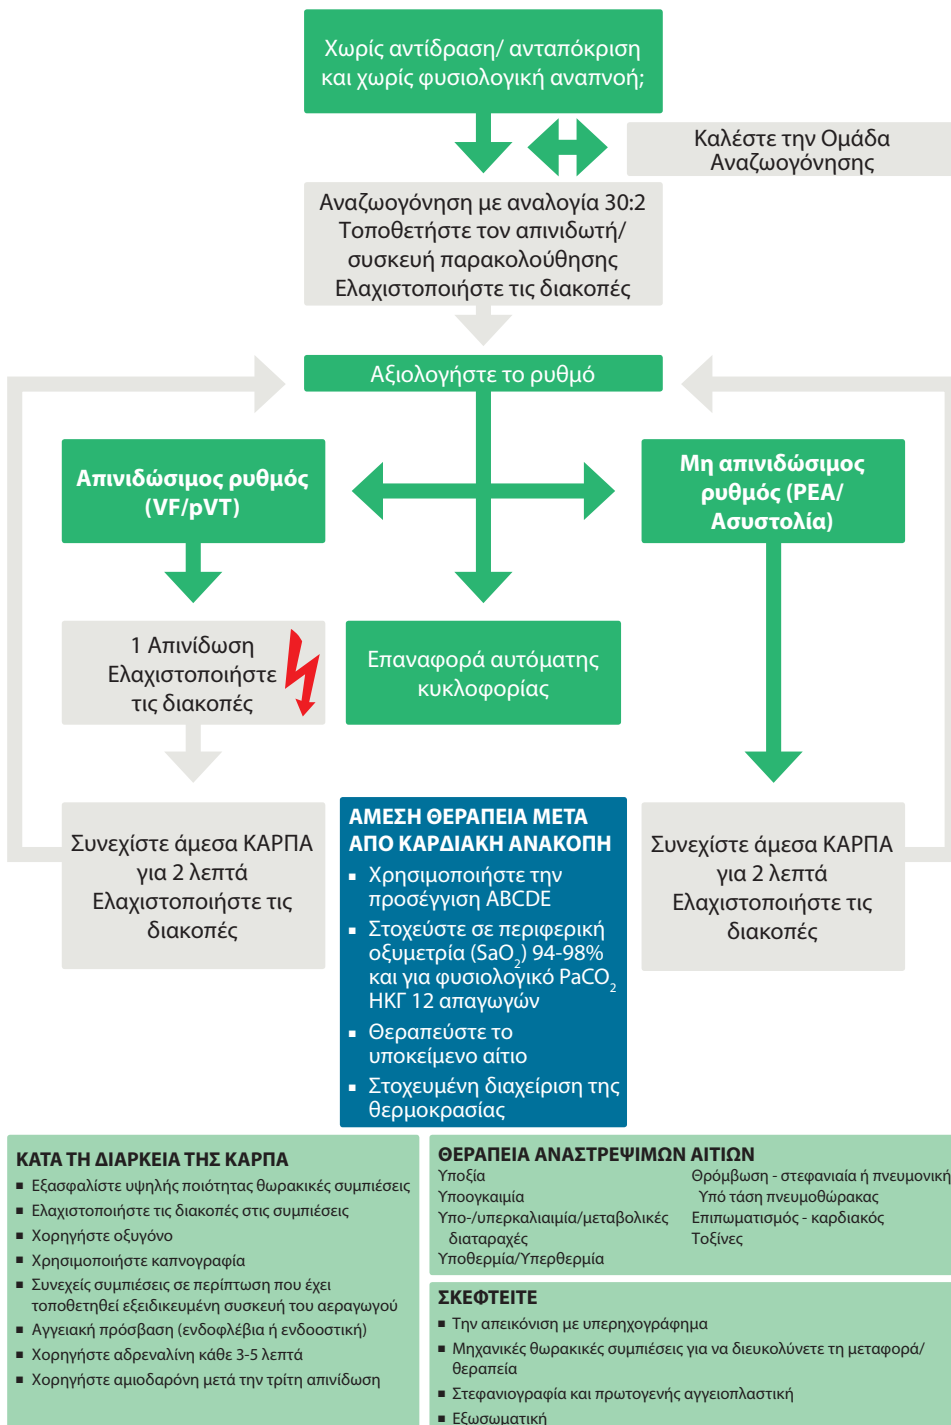 Χωρίς αντίδραση/ ανταπόκριση
και χωρίς φυσιολογική αναπνοή;
Καλέστε την Ομάδα
Αναζωογόνησης
Αναζωογόνηση με αναλογία 30:2
Τοποθετήστε τον απινιδωτή/
συσκευή παρακολούθησης
Ελαχιστοποιήστε τις διακοπές
Αξιολογήστε το ρυθμό
Απινιδώσιμος ρυθμός
(VF/pVT)
Μη απινιδώσιμος
ρυθμός (PEA/
Ασυστολία)
1 Απινίδωση
Ελαχιστοποιήστε
τις διακοπές
Επαναφορά αυτόματης
κυκλοφορίας
Συνεχίστε άμεσα ΚΑΡΠΑ
για 2 λεπτά
Ελαχιστοποιήστε τις
διακοπές
ΑΜΕΣΗ ΘΕΡΑΠΕΙΑ ΜΕΤΑ
ΑΠΟ ΚΑΡΔΙΑΚΗ ΑΝΑΚΟΠΗ
▪ Χρησιμοποιήστε την
προσέγγιση ABCDE
▪ Στοχεύστε σε περιφερική
οξυμετρία (SaO₂) 94-98%
και για φυσιολογικό PaCO₂
ΗΚΓ 12 απαγωγών
▪ Θεραπεύστε το
υποκείμενο αίτιο
▪ Στοχευμένη διαχείριση της
θερμοκρασίας
Συνεχίστε άμεσα ΚΑΡΠΑ
για 2 λεπτά
Ελαχιστοποιήστε τις
διακοπές
ΚΑΤΑ ΤΗ ΔΙΑΡΚΕΙΑ ΤΗΣ ΚΑΡΠΑ
▪ Εξασφαλίστε υψηλής ποιότητας θωρακικές συμπιέσεις
▪ Ελαχιστοποιήστε τις διακοπές στις συμπιέσεις
▪ Χορηγήστε οξυγόνο
▪ Χρησιμοποιήστε καπνογραφία
▪ Συνεχείς συμπιέσεις σε περίπτωση που έχει
τοποθετηθεί εξειδικευμένη συσκευή του αεραγωγού
▪ Αγγειακή πρόσβαση (ενδοφλέβια ή ενδοοστική)
▪ Χορηγήστε αδρεναλίνη κάθε 3-5 λεπτά
▪ Χορηγήστε αμιοδαρόνη μετά την τρίτη απινίδωση
ΘΕΡΑΠΕΙΑ ΑΝΑΣΤΡΕΨΙΜΩΝ ΑΙΤΙΩΝ
Υποξία
Υποογκαιμία
Υπο-/υπερκαλιαιμία/μεταβολικές
διαταραχές
Υποθερμία/Υπερθερμία
Θρόμβωση - στεφανιαία ή πνευμονική
Υπό τάση πνευμοθώρακας
Επιπωματισμός - καρδιακός
Τοξίνες
ΣΚΕΦΤΕΙΤΕ
▪ Την απεικόνιση με υπερηχογράφημα
▪ Μηχανικές θωρακικές συμπιέσεις για να διευκολύνετε τη μεταφορά/
θεραπεία
▪ Στεφανιογραφία και πρωτογενής αγγειοπλαστική
▪ Εξωσωματική